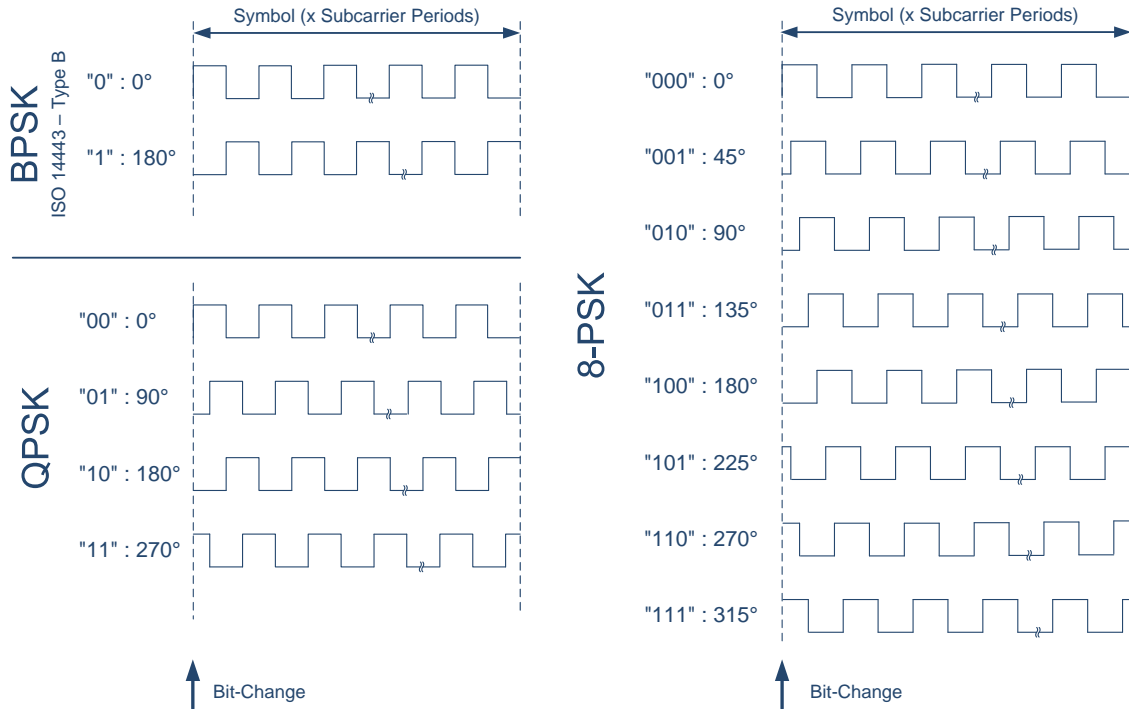 Symbol (x Subcarrier Periods)
BPSK
ISO 14443 – Type B
"0" : 0°
"1" : 180°
QPSK
"00" : 0°
"01" : 90°
"10" : 180°
"11" : 270°
Bit-Change
Symbol (x Subcarrier Periods)
8-PSK
"000" : 0°
"001" : 45°
"010" : 90°
"011" : 135°
"100" : 180°
"101" : 225°
"110" : 270°
"111" : 315°
Bit-Change